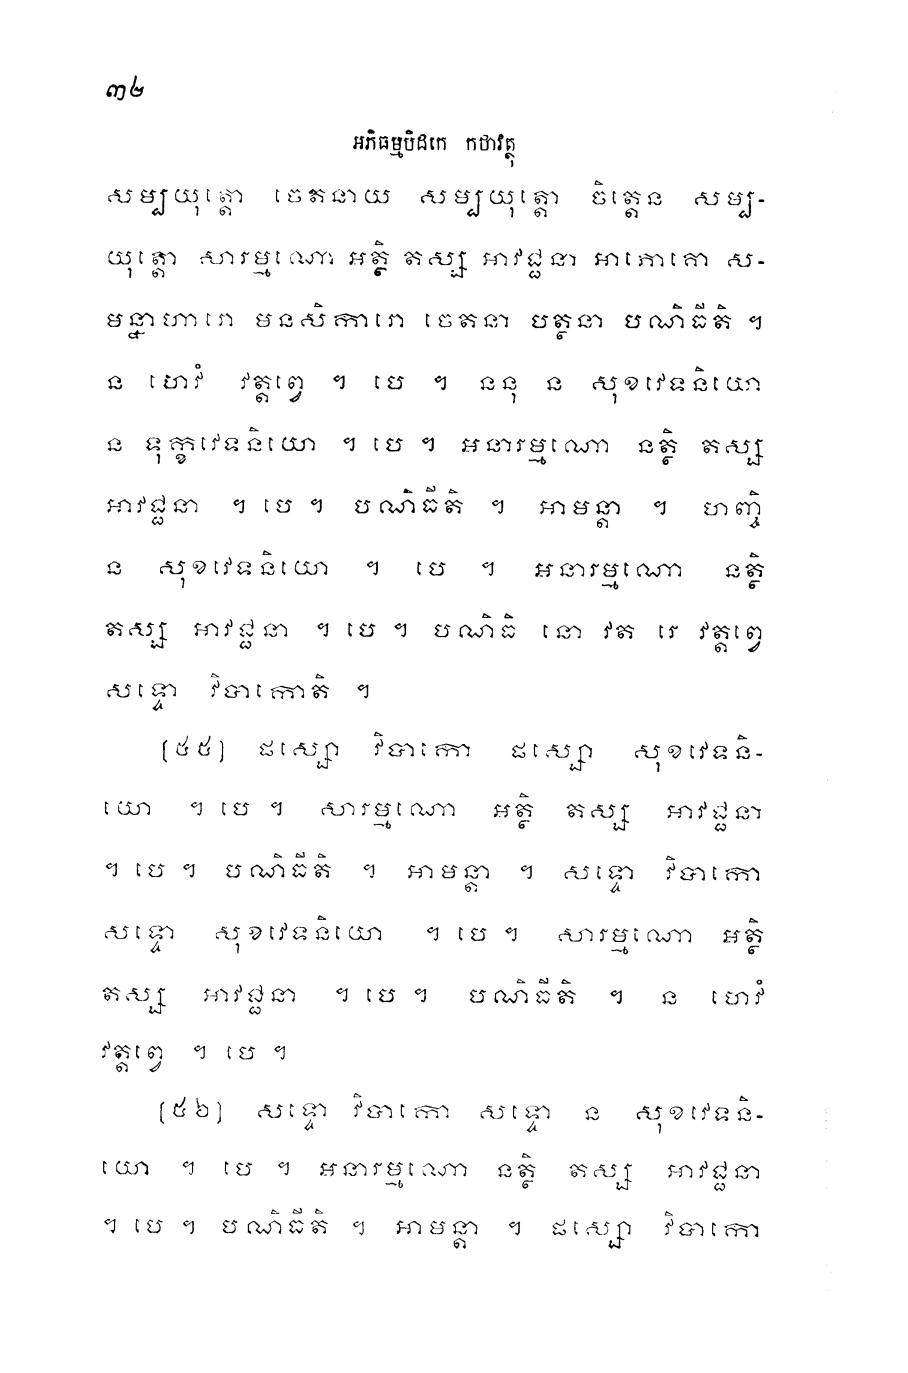 ៣៤
អភិធម្មបិដកេ កថាវត្ថុ
សម្បយុត្តោ ចេតនាយ សម្បយុត្តោ ចិត្តេន សម្ប-
យុត្តោ សារម្មណោ អត្ថិ តស្ស អាវដ្ដនា អាភោគោ ស-
មន្នាហារោ មនសិការោ ចេតនា បត្ថនា បណិធីតិ ។
ន ហេវំ វត្តព្វេ ។ បេ ។ ននុ ន សុខវេទនិយោ
ន ទុក្ខវេទនិយោ ។ បេ ។ អនារម្មណោ នត្ថិ តស្ស
អាវដ្ដនា ។ បេ ។ បណិធីតិ ។ អាមន្តា ។ ហញ្ចិ
ន សុខវេទនិយោ ។ បេ ។ អនារម្មណោ នត្ថិ
តស្ស អាវដ្ដនា ។ បេ ។ បណិធិ នោ វត រេ វត្តព្វេ
សទ្ទោ វិបាកោតិ ។
(៥៥) ផស្សោ វិបាកោ ផស្សោ សុខវេទនិ-
យោ ។ បេ ។ សារម្មណោ អត្ថិ តស្ស អាវដ្ដនា
។ បេ ។ បណិធីតិ ។ អាមន្តា ។ សទ្ទោ វិបាកោ
សទ្ទោ សុខវេទនិយោ ។ បេ ។ សារម្មណោ អត្ថិ
តស្ស អាវដ្ដនា ។ បេ ។ បណិធីតិ ។ ន ហេវំ
វត្តព្វេ ។ បេ ។
(៥៦) សទ្ទោ វិបាកោ សទ្ទោ ន សុខវេទនិ-
យោ ។ បេ ។ អនារម្មណោ នត្ថិ តស្ស អាវដ្ដនា
។ បេ ។ បណិធីតិ ។ អាមន្តា ។ ផស្សោ វិបាកោ